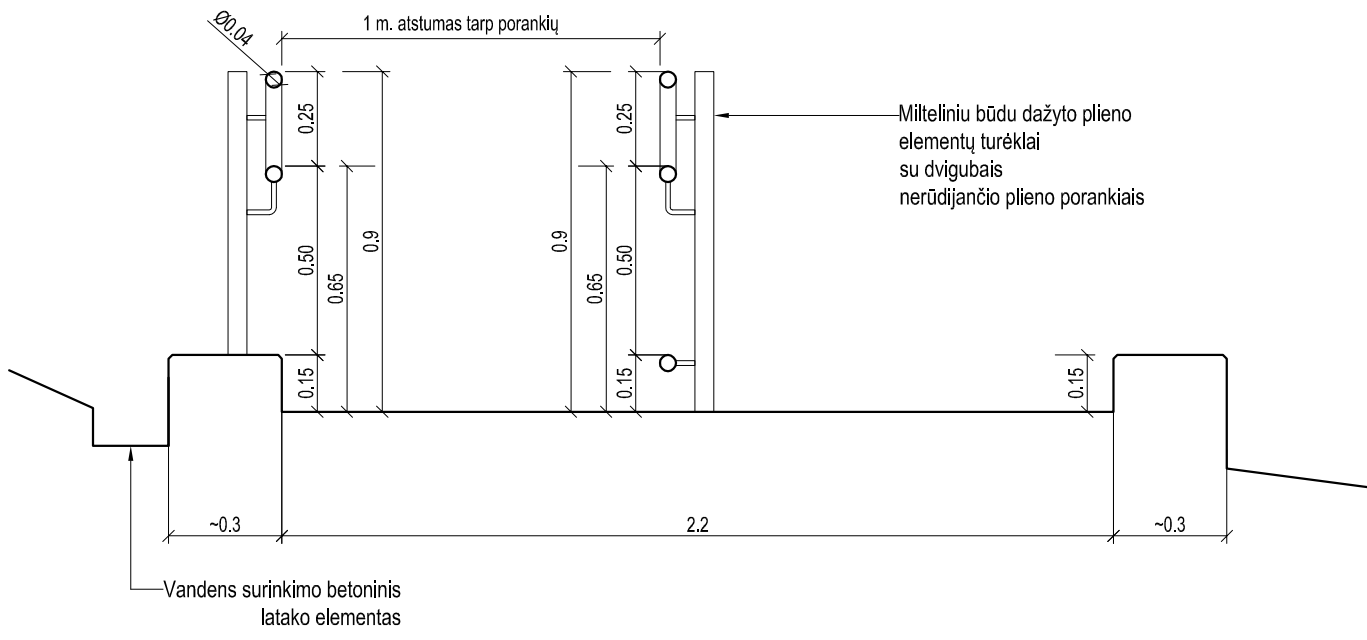 Ø0.04
1 m. atstumas tarp porankių
0.25
0.50
0.15
0.65
0.9
0.9
0.65
0.25
0.50
0.15
Milteliniu būdu dažyto plieno
elementų turėklai
su dvigubais
nerūdijančio plieno porankiais
0.15
~0.3
2.2
~0.3
Vandens surinkimo betoninis
latako elementas